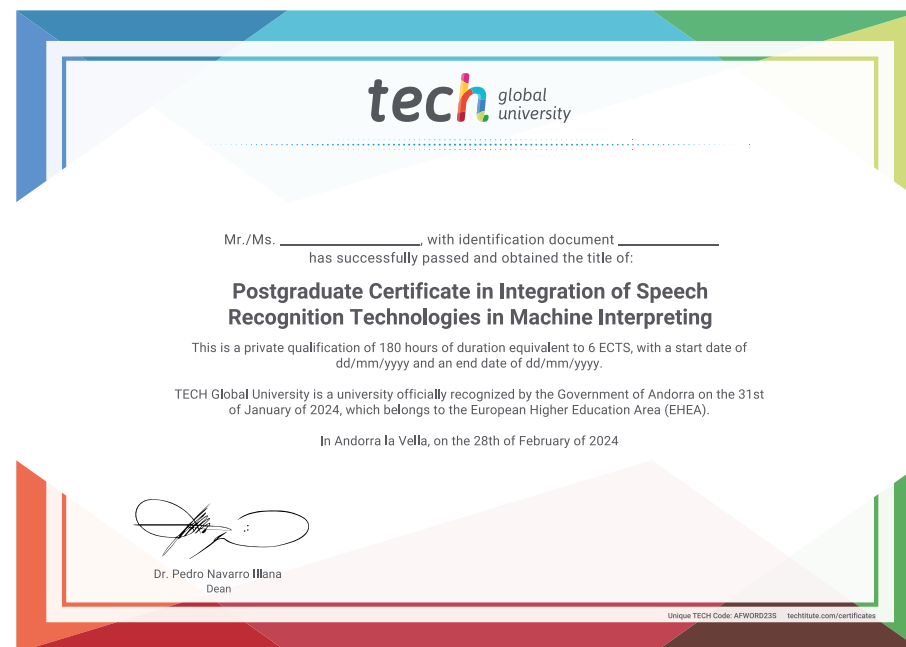 tech global university
Mr./Ms. ____________________, with identification document ______________
has successfully passed and obtained the title of:
Postgraduate Certificate in Integration of Speech
Recognition Technologies in Machine Interpreting
This is a private qualification of 180 hours of duration equivalent to 6 ECTS, with a start date of
dd/mm/yyyy and an end date of dd/mm/yyyy.
TECH Global University is a university officially recognized by the Government of Andorra on the 31st
of January of 2024, which belongs to the European Higher Education Area (EHEA).
In Andorra la Vella, on the 28th of February of 2024
Dr. Pedro Navarro Illana
Dean
Unique TECH Code: AFWORD23S techtitute.com/certificates